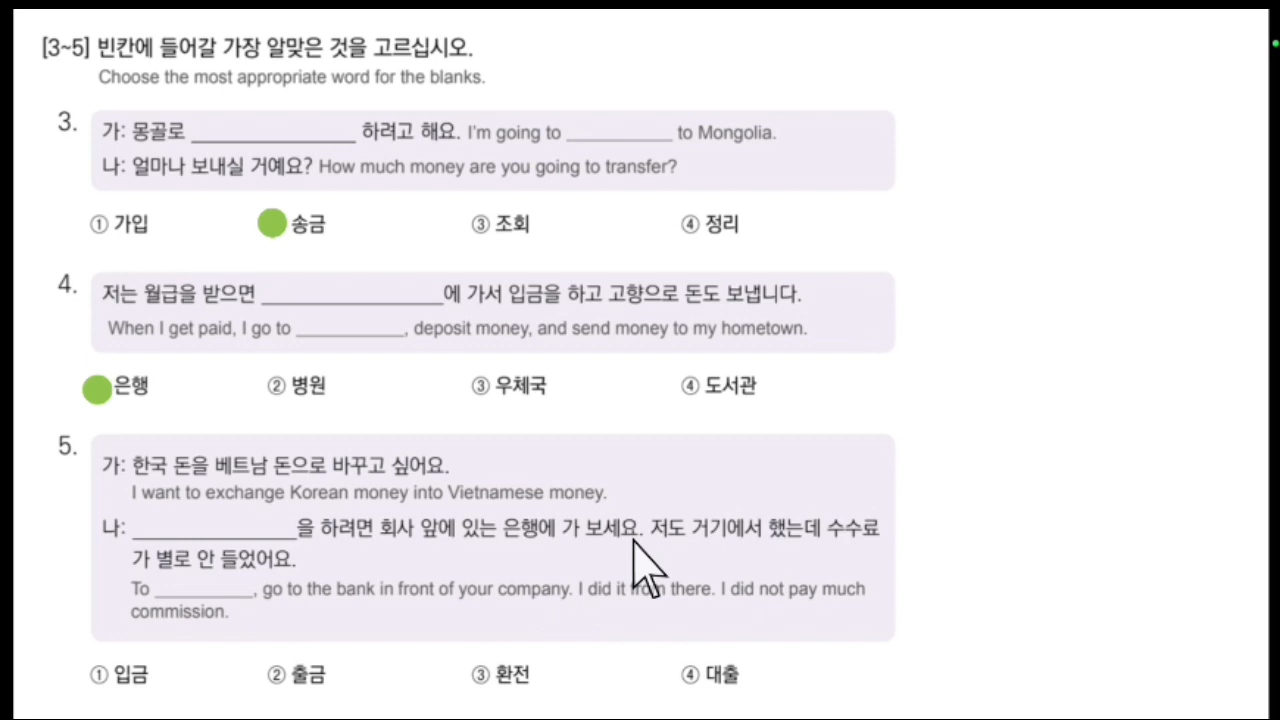 [3~5] 빈칸에 들어갈 가장 알맞은 것을 고르십시오.
Choose the most appropriate word for the blanks.
3.
가: 몽골로 ________________ 하려고 해요. I'm going to ___________ to Mongolia.
나: 얼마나 보내실 거예요? How much money are you going to transfer?
① 가입 송금 ③ 조회 ④ 정리
4.
저는 월급을 받으면 __________________에 가서 입금을 하고 고향으로 돈도 보냅니다.
When I get paid, I go to ___________, deposit money, and send money to my hometown.
은행 ② 병원 ③ 우체국 ④ 도서관
5.
가: 한국 돈을 베트남 돈으로 바꾸고 싶어요.
I want to exchange Korean money into Vietnamese money.
나: ________________을 하려면 회사 앞에 있는 은행에 가 보세요. 저도 거기에서 했는데 수수료
가 별로 안 들었어요.
To __________, go to the bank in front of your company. I did it from there. I did not pay much
commission.
① 입금 ② 출금 ③ 환전 ④ 대출